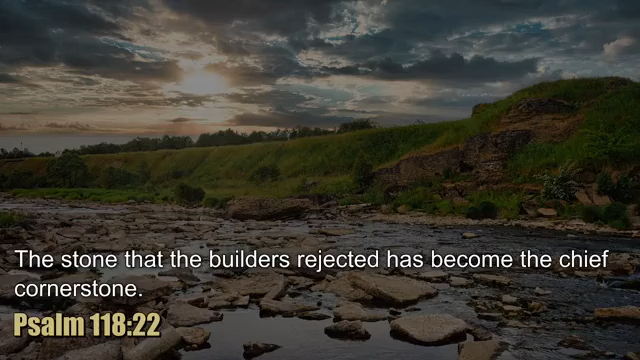 The stone that the builders rejected has become the chief
cornerstone.
Psalm 118:22